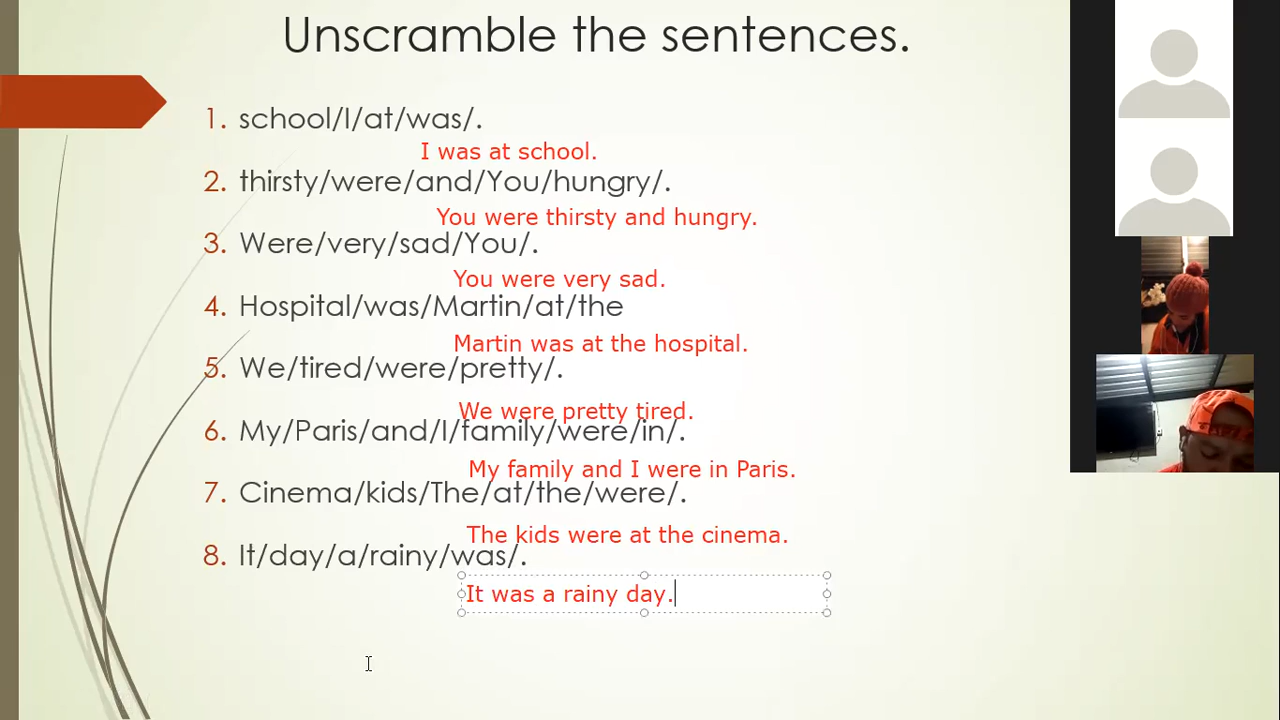 Unscramble the sentences.
1. school/I/at/was/.
I was at school.
2. thirsty/were/and/You/hungry/.
You were thirsty and hungry.
3. Were/very/sad/You/.
You were very sad.
4. Hospital/was/Martin/at/the
Martin was at the hospital.
5. We/tired/were/pretty/.
We were pretty tired.
6. My/Paris/and/I/family/were/in/.
My family and I were in Paris.
7. Cinema/kids/The/at/the/were/.
The kids were at the cinema.
8. It/day/a/rainy/was/.
It was a rainy day.